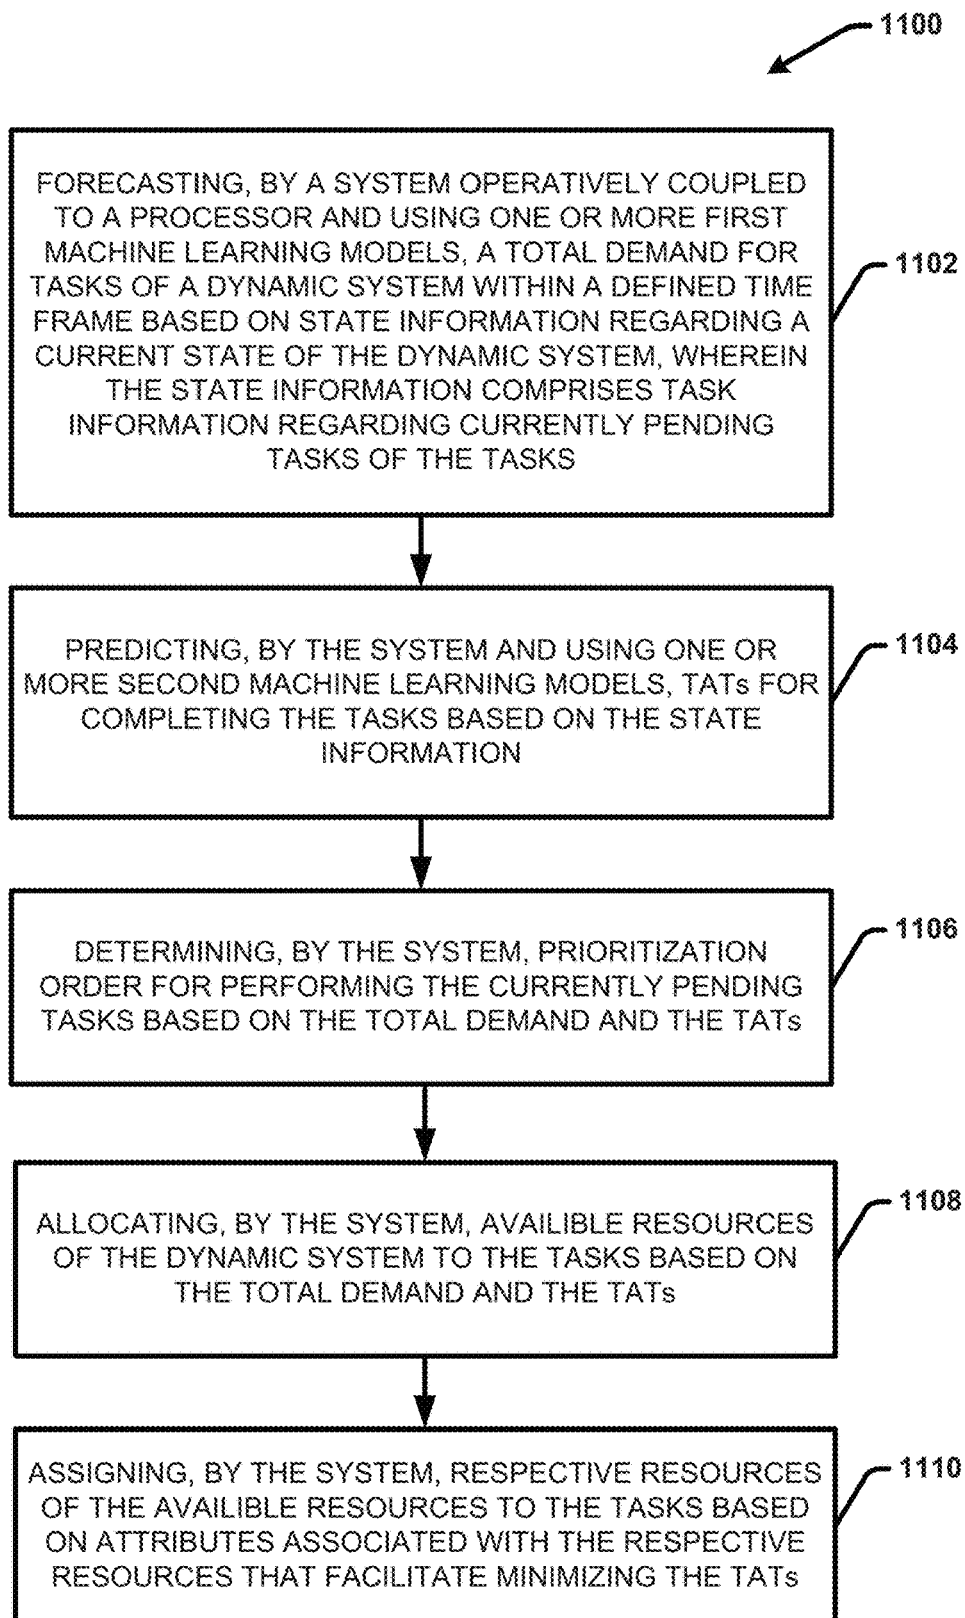 1100
FORECASTING, BY A SYSTEM OPERATIVELY COUPLED
TO A PROCESSOR AND USING ONE OR MORE FIRST
MACHINE LEARNING MODELS, A TOTAL DEMAND FOR
TASKS OF A DYNAMIC SYSTEM WITHIN A DEFINED TIME
FRAME BASED ON STATE INFORMATION REGARDING A
CURRENT STATE OF THE DYNAMIC SYSTEM, WHEREIN
THE STATE INFORMATION COMPRISES TASK
INFORMATION REGARDING CURRENTLY PENDING
TASKS OF THE TASKS
1102
PREDICTING, BY THE SYSTEM AND USING ONE OR
MORE SECOND MACHINE LEARNING MODELS, TATs FOR
COMPLETING THE TASKS BASED ON THE STATE
INFORMATION
1104
DETERMINING, BY THE SYSTEM, PRIORITIZATION
ORDER FOR PERFORMING THE CURRENTLY PENDING
TASKS BASED ON THE TOTAL DEMAND AND THE TATs
1106
ALLOCATING, BY THE SYSTEM, AVAILIBLE RESOURCES
OF THE DYNAMIC SYSTEM TO THE TASKS BASED ON
THE TOTAL DEMAND AND THE TATs
1108
ASSIGNING, BY THE SYSTEM, RESPECTIVE RESOURCES
OF THE AVAILIBLE RESOURCES TO THE TASKS BASED
ON ATTRIBUTES ASSOCIATED WITH THE RESPECTIVE
RESOURCES THAT FACILITATE MINIMIZING THE TATs
1110